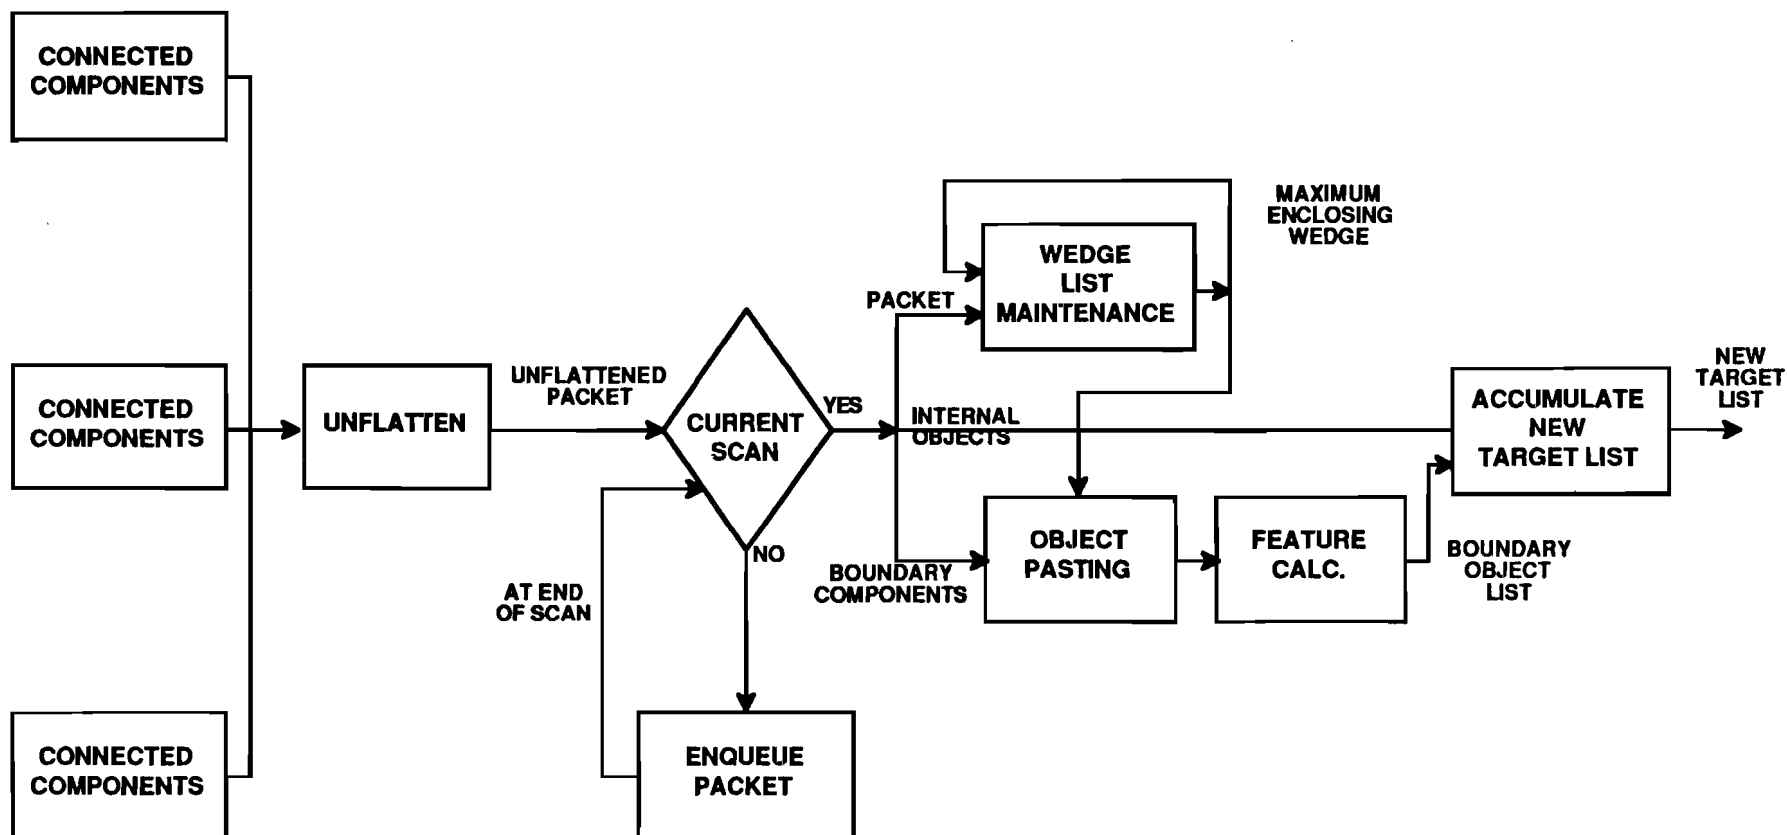 CONNECTED
COMPONENTS
CONNECTED
COMPONENTS
CONNECTED
COMPONENTS
UNFLATTEN
UNFLATTENED
PACKET
CURRENT
SCAN
YES
NO
AT END
OF SCAN
ENQUEUE
PACKET
PACKET
INTERNAL
OBJECTS
BOUNDARY
COMPONENTS
WEDGE
LIST
MAINTENANCE
MAXIMUM
ENCLOSING
WEDGE
OBJECT
PASTING
FEATURE
CALC.
BOUNDARY
OBJECT
LIST
ACCUMULATE
NEW
TARGET LIST
NEW
TARGET
LIST